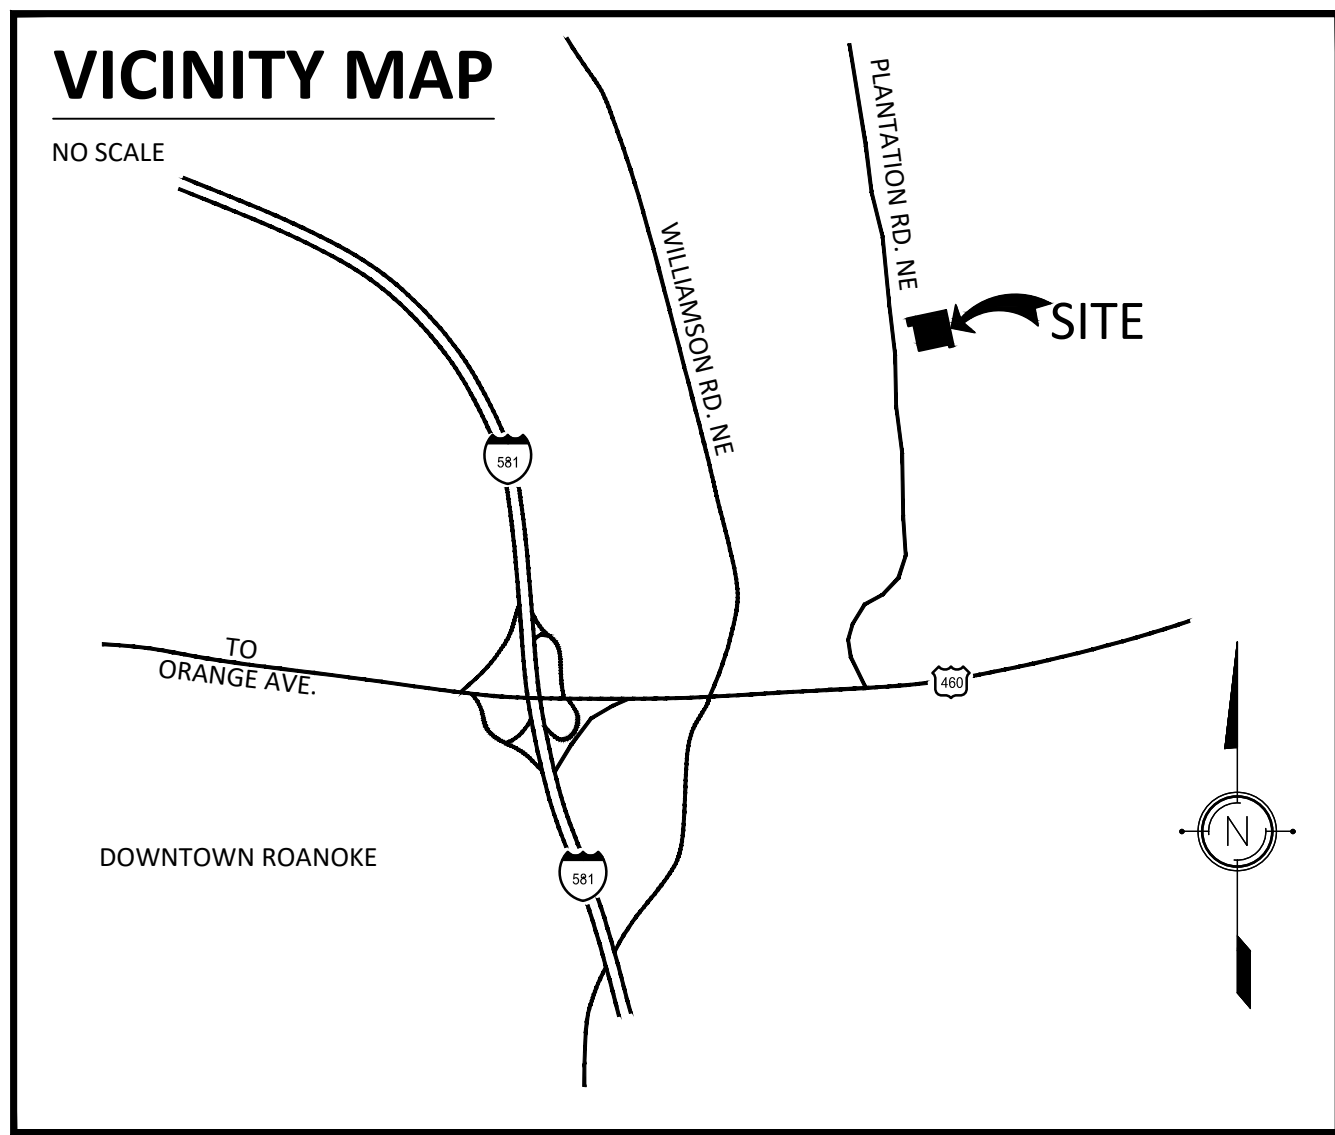 VICINITY MAP
NO SCALE
PLANTATION RD. NE
WILLIAMSON RD. NE
SITE
581
TO
ORANGE AVE.
460
N
DOWNTOWN ROANOKE
581